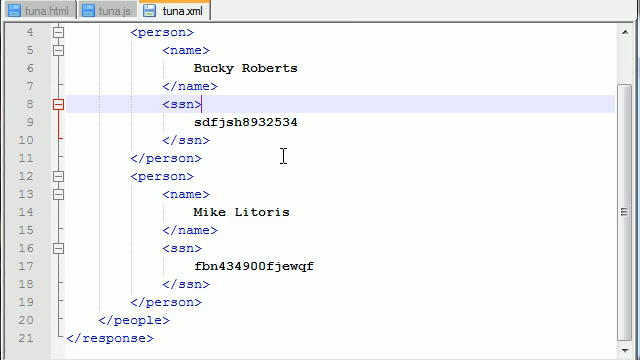 tuna.html tuna.js tuna.xml
4 <person>
5 <name>
6 Bucky Roberts
7 </name>
8 <ssn>
9 sdfjsh8932534
10 </ssn>
11 </person>
12 <person>
13 <name>
14 Mike Litoris
15 </name>
16 <ssn>
17 fbn434900fjewqf
18 </ssn>
19 </person>
20 </people>
21 </response>